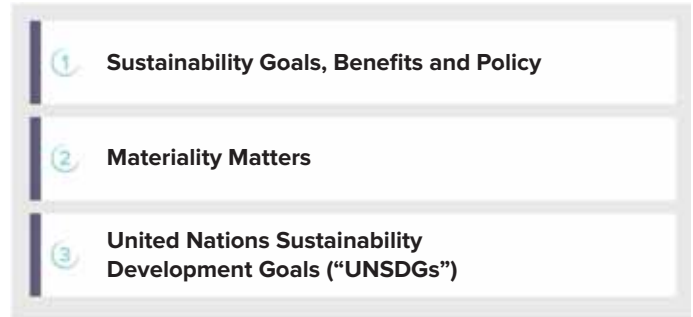 1 Sustainability Goals, Benefits and Policy
2 Materiality Matters
3 United Nations Sustainability
Development Goals (“UNSDGs”)